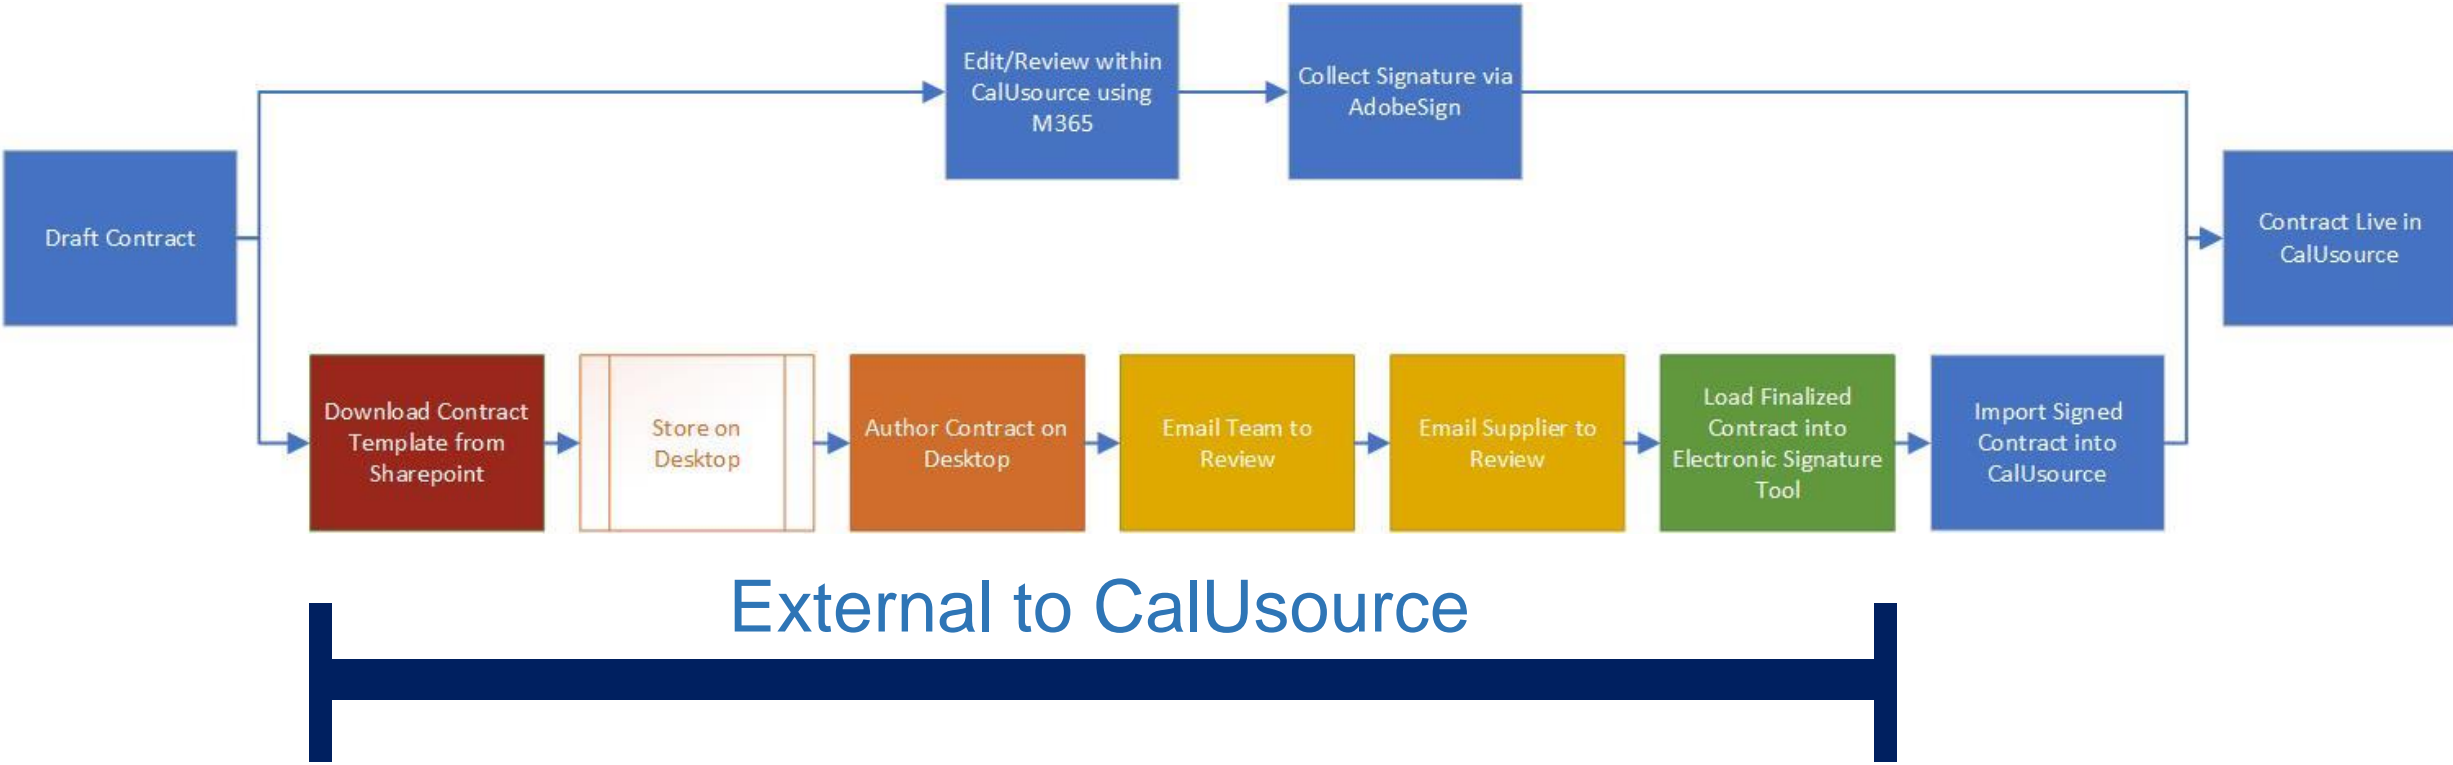 Edit/Review within
CalUsource using
M365
Collect Signature via
AdobeSign
Draft Contract
Contract Live in
CalUsource
Download Contract
Template from
Sharepoint
Store on
Desktop
Author Contract on
Desktop
Email Team to
Review
Email Supplier to
Review
Load Finalized
Contract into
Electronic Signature
Tool
Import Signed
Contract into
CalUsource
External to CalUsource